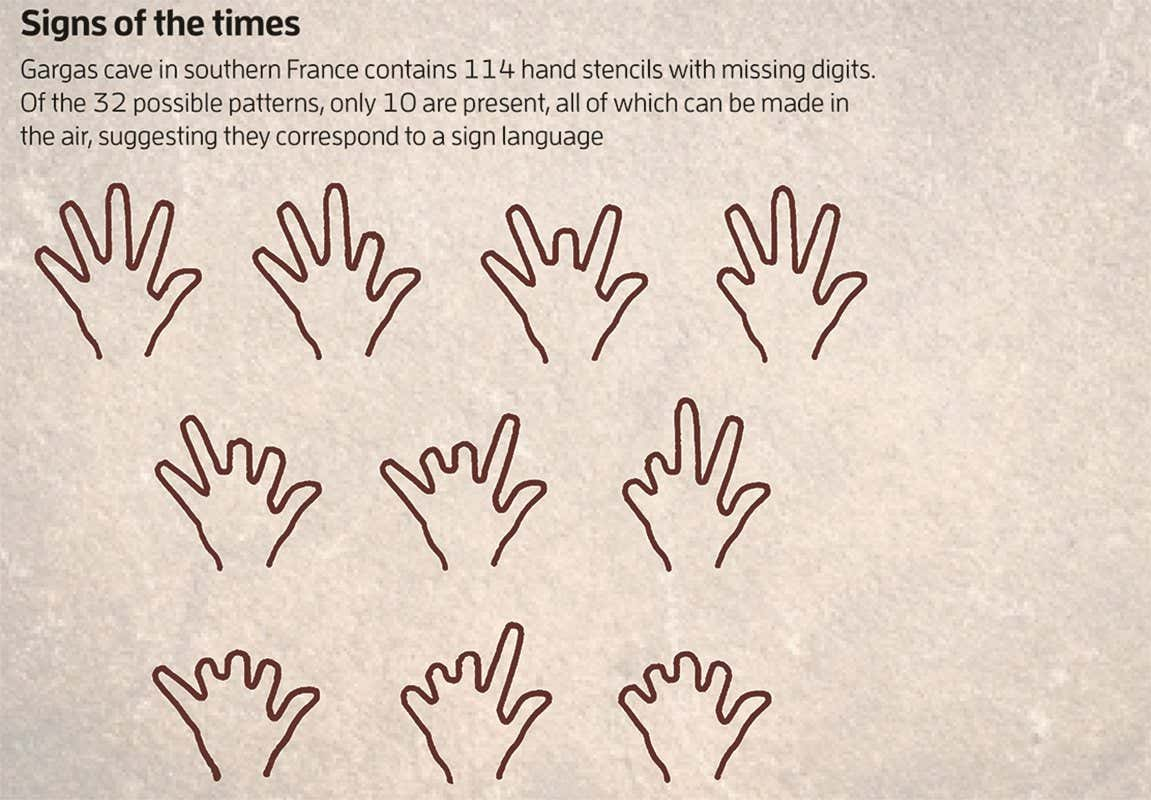 Signs of the times
Gargas cave in southern France contains 114 hand stencils with missing digits.
Of the 32 possible patterns, only 10 are present, all of which can be made in
the air, suggesting they correspond to a sign language